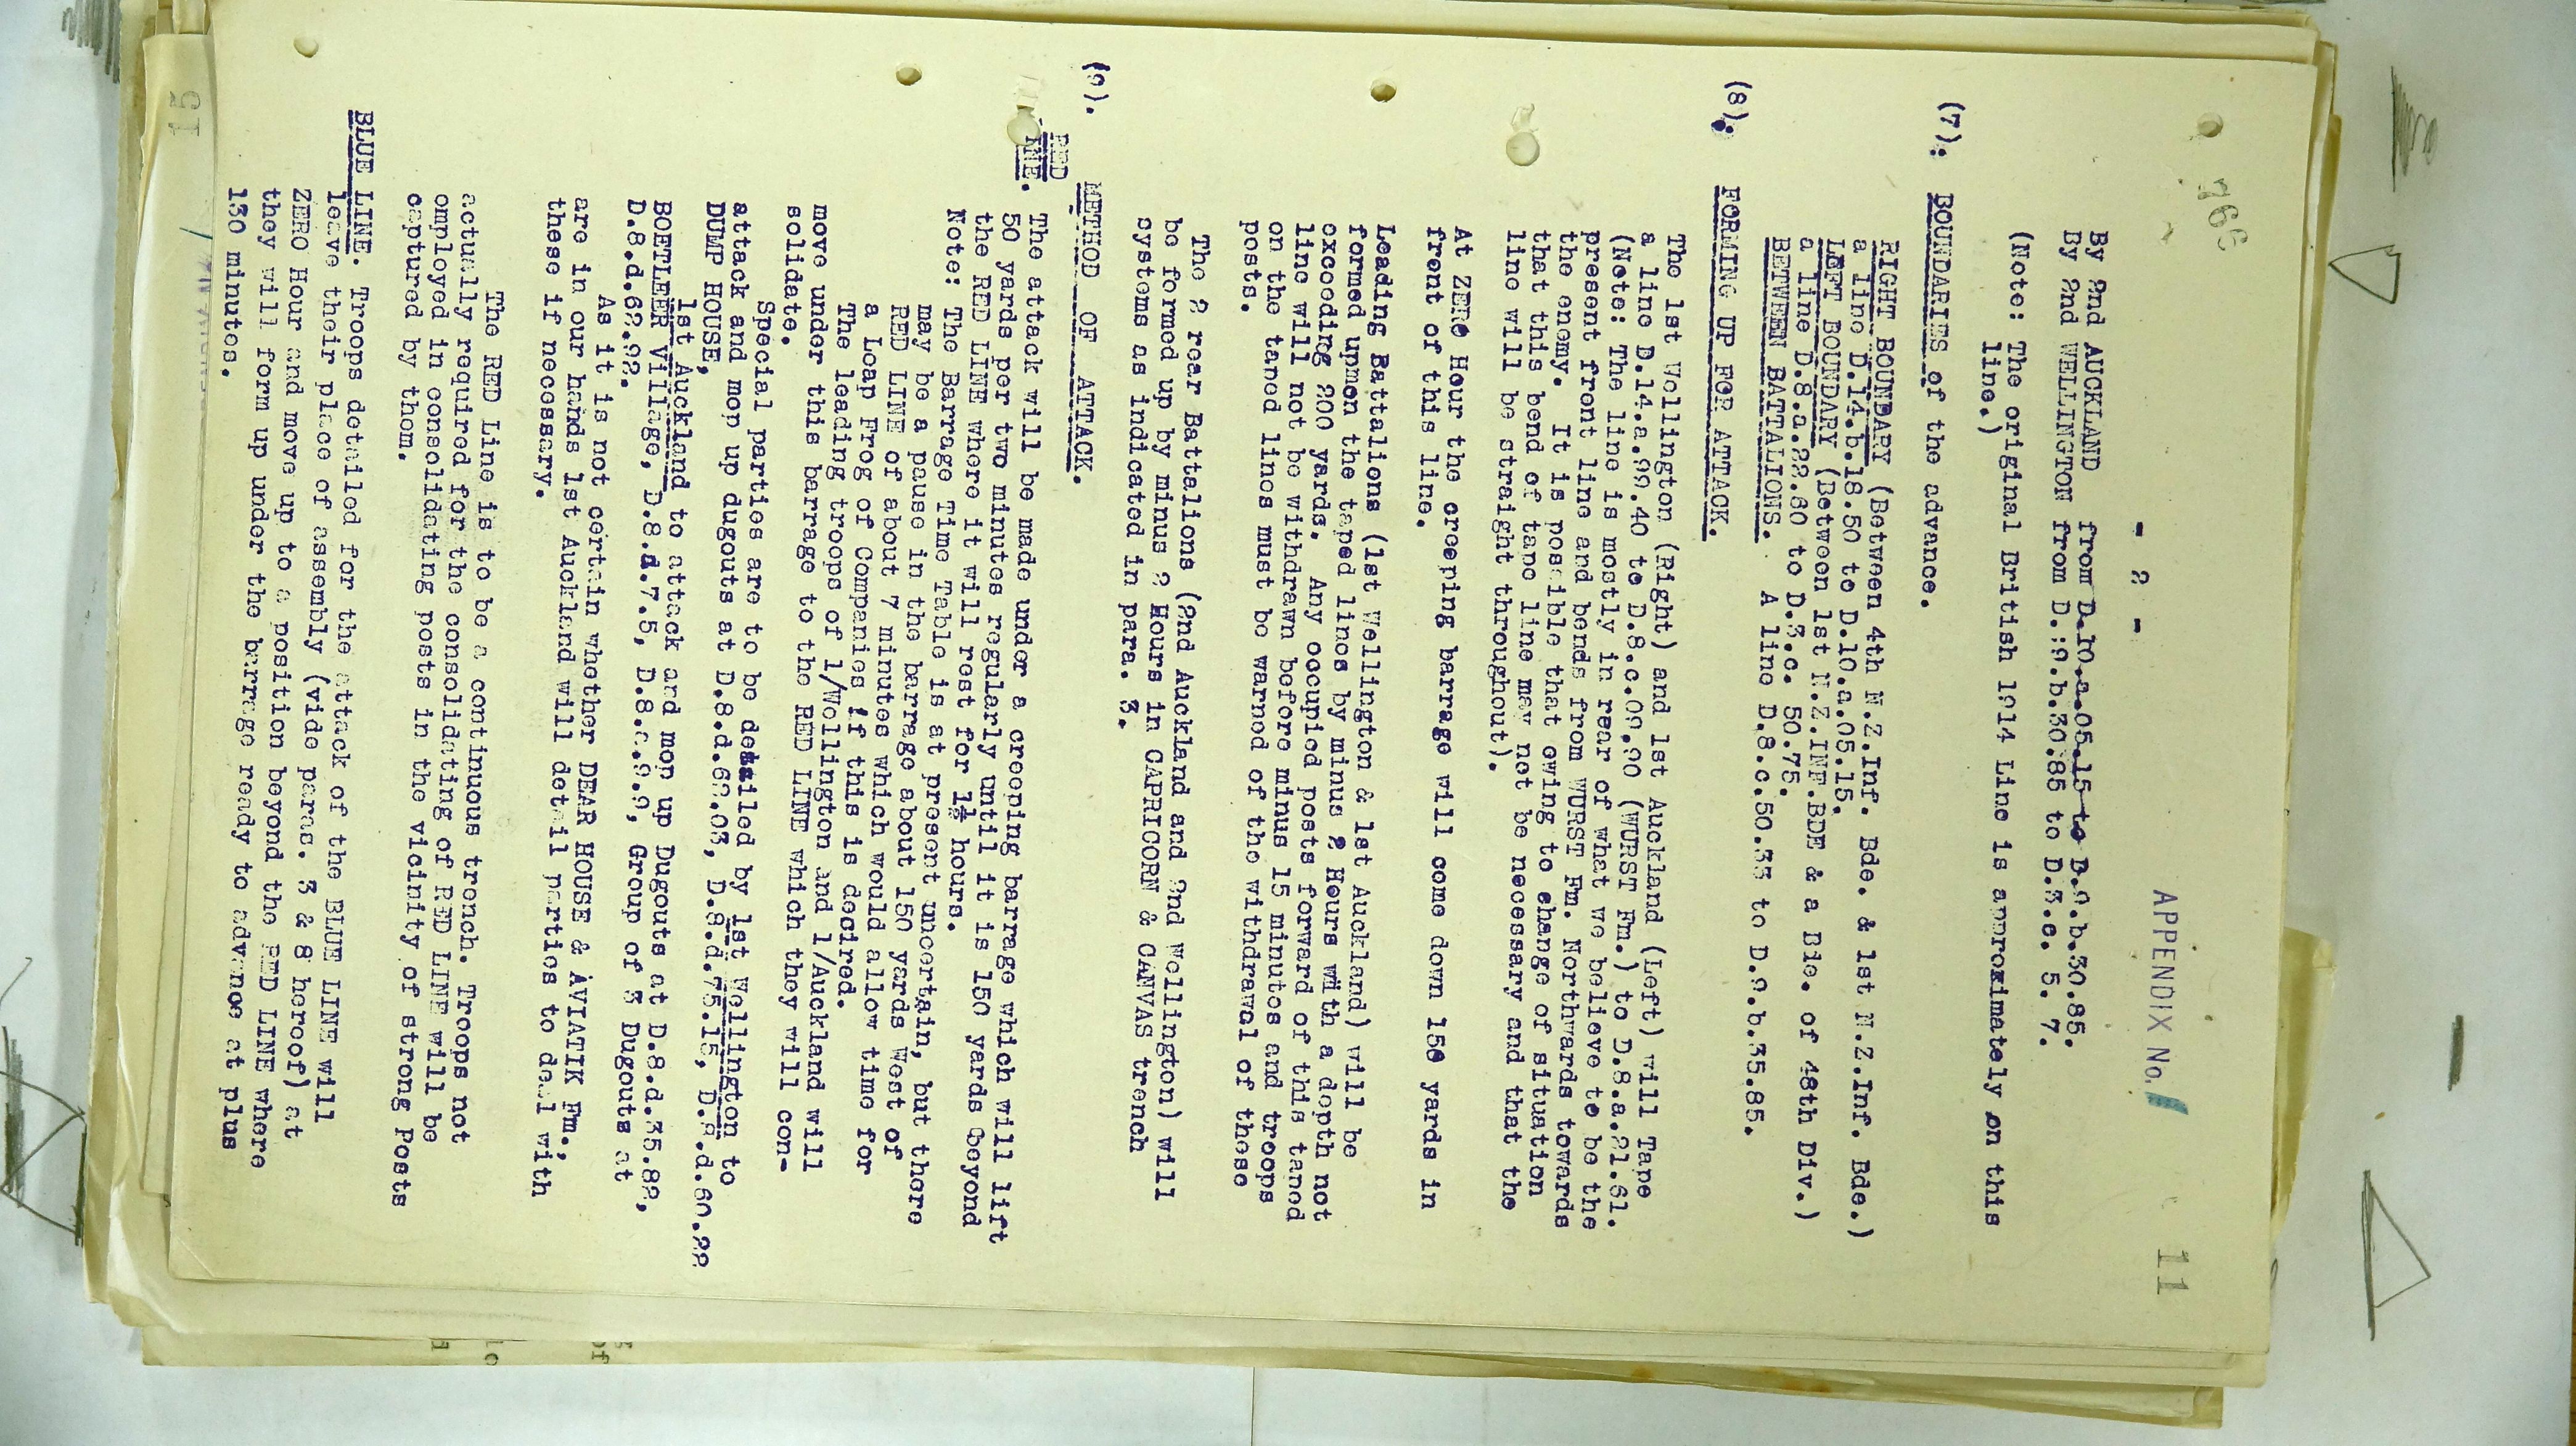 766
- 2 -
APPENDIX No. 1
11
By 2nd AUCKLAND from D.10.a.05.15 to D.9.b.30.85.
By 2nd WELLINGTON from D.9.b.30.85 to D.3.c. 5. 7.
(Note: The original British 1914 Line is approximately on this
line.)
(7). BOUNDARIES of the advance.
RIGHT BOUNDARY (Between 4th N.Z.Inf. Bde. & 1st N.Z.Inf. Bde.)
a line D.14.b.18.50 to D.10.a.05.15.
LEFT BOUNDARY (Between 1st N.Z.INF.BDE & a Bde. of 48th Div.)
a line D.8.a.22.60 to D.3.c. 50.75.
BETWEEN BATTALIONS. A line D.8.c.50.35 to D.9.b.35.85.
(8). FORMING UP FOR ATTACK.
The 1st Wellington (Right) and 1st Auckland (Left) will Tape
a line D.14.a.99.40 to D.8.c.09.90 (WURST Fm.) to D.8.a.21.61.
(Note: The line is mostly in rear of what we believe to be the
present front line and bends from WURST Fm. Northwards towards
the enemy. It is possible that owing to change of situation
that this bend of tape line may not be necessary and that the
line will be straight throughout).
At ZERO Hour the creeping barrage will come down 150 yards in
front of this line.
Leading Battalions (1st Wellington & 1st Auckland) will be
formed upmon the taped lines by minus 2 Hours with a depth not
exceeding 200 yards. Any occupied posts forward of this taped
line will not be withdrawn before minus 15 minutes and troops
on the taped lines must be warned of the withdrawal of these
posts.
The 2 rear Battalions (2nd Auckland and 2nd Wellington) will
be formed up by minus 2 Hours in CAPRICORN & CANVAS trench
systems as indicated in para. 3.
(9). METHOD OF ATTACK.
RED
INE. The attack will be made under a creeping barrage which will lift
50 yards per two minutes regularly until it is 150 yards beyond
the RED LINE where it will rest for 1½ hours.
Note: The Barrage Time Table is at present uncertain, but there
may be a pause in the barrage about 150 yards West of
RED LINE of about 7 minutes which would allow time for
a Leap Frog of Companies if this is decired.
The leading troops of 1/Wellington and 1/Auckland will
move under this barrage to the RED LINE which they will con-
solidate.
Special parties are to be detailed by 1st Wellington to
attack and mop up dugouts at D.8.d.62.03, D.8.d.75.15, D.8.d.60.22
DUMP HOUSE,
1st Auckland to attack and mop up Dugouts at D.8.d.35.82,
BOETLEER Village, D.8.d.7.5, D.8.c.9.9, Group of 3 Dugouts at
D.8.d.62.92.
As it is not certain whether DEAR HOUSE & AVIATIK Fm.,
are in our hands 1st Auckland will detail parties to deal with
these if necessary.
The RED Line is to be a continuous trench. Troops not
actually required for the consolidating of RED LINE will be
employed in consolidating posts in the vicinity of strong Posts
captured by them.
BLUE LINE. Troops detailed for the attack of the BLUE LINE will
leave their place of assembly (vide paras. 3 & 8 hereof) at
ZERO Hour and move up to a position beyond the RED LINE where
they will form up under the barrage ready to advance at plus
130 minutes.
15